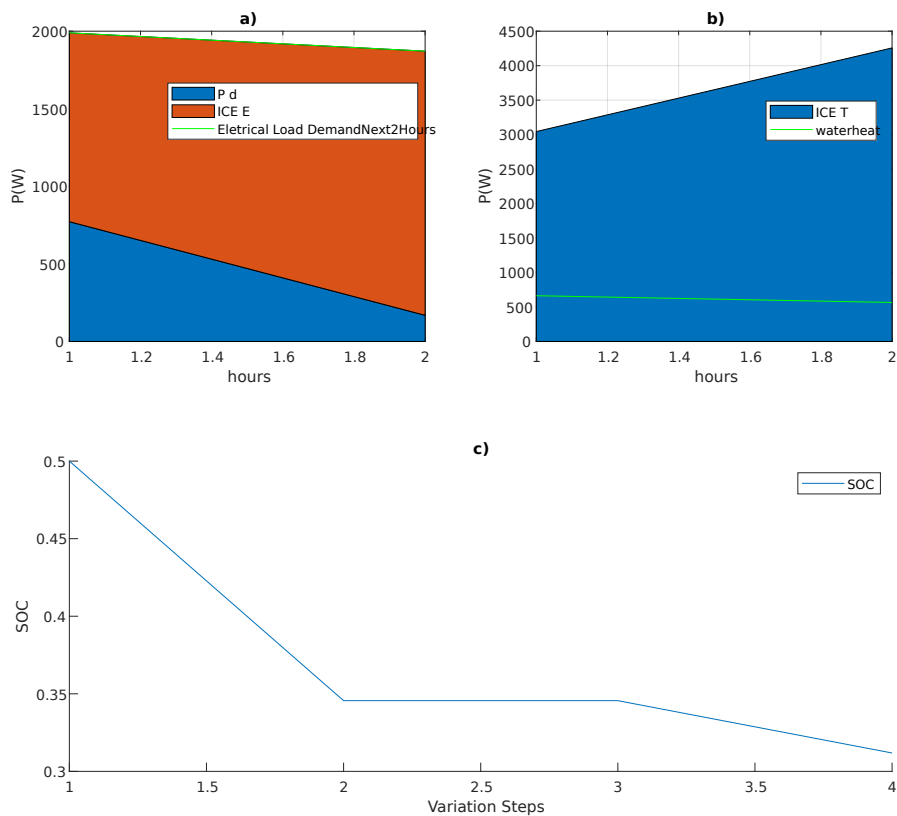 a)
2000
1500
1000
500
0
P(W)
P d
ICE E
Eletrical Load DemandNext2Hours
1 1.2 1.4 1.6 1.8 2
hours
b)
4500
4000
3500
3000
2500
2000
1500
1000
500
0
P(W)
ICE T
waterheat
1 1.2 1.4 1.6 1.8 2
hours
c)
0.5
0.45
0.4
0.35
0.3
SOC
SOC
1 1.5 2 2.5 3 3.5 4
Variation Steps